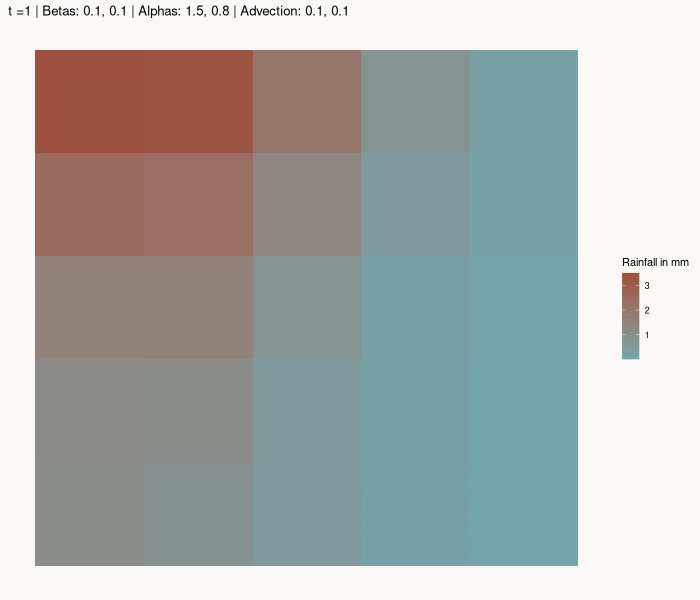 t =1 | Betas: 0.1, 0.1 | Alphas: 1.5, 0.8 | Advection: 0.1, 0.1
Rainfall in mm
3
2
1